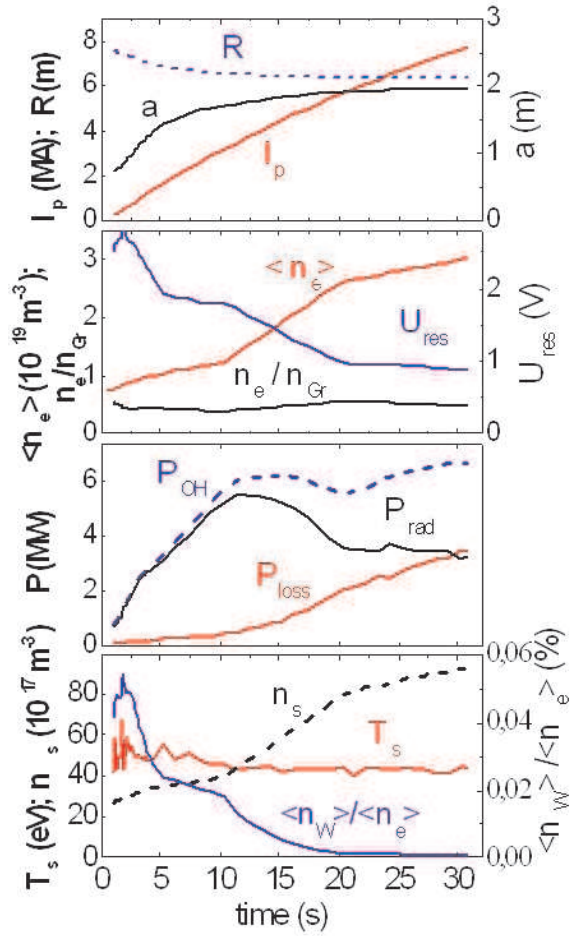 I_p (MA); R(m)
8
6
4
2
0
R
a
I_p
3
2
1
0
a (m)
<n_e>(10^19 m^-3);
n_e/n_Gr
3
2
1
0
<n_e>
U_res
n_e/n_Gr
2
1
0
U_res (V)
P(MW)
6
4
2
0
P_OH
P_rad
P_loss
T_s (eV); n_s (10^17 m^-3)
80
60
40
20
0
n_s
T_s
<n_W>/<n_e>
0,06
0,04
0,02
0,00
<n_W>/<n_e>(%)
0 5 10 15 20 25 30
time (s)